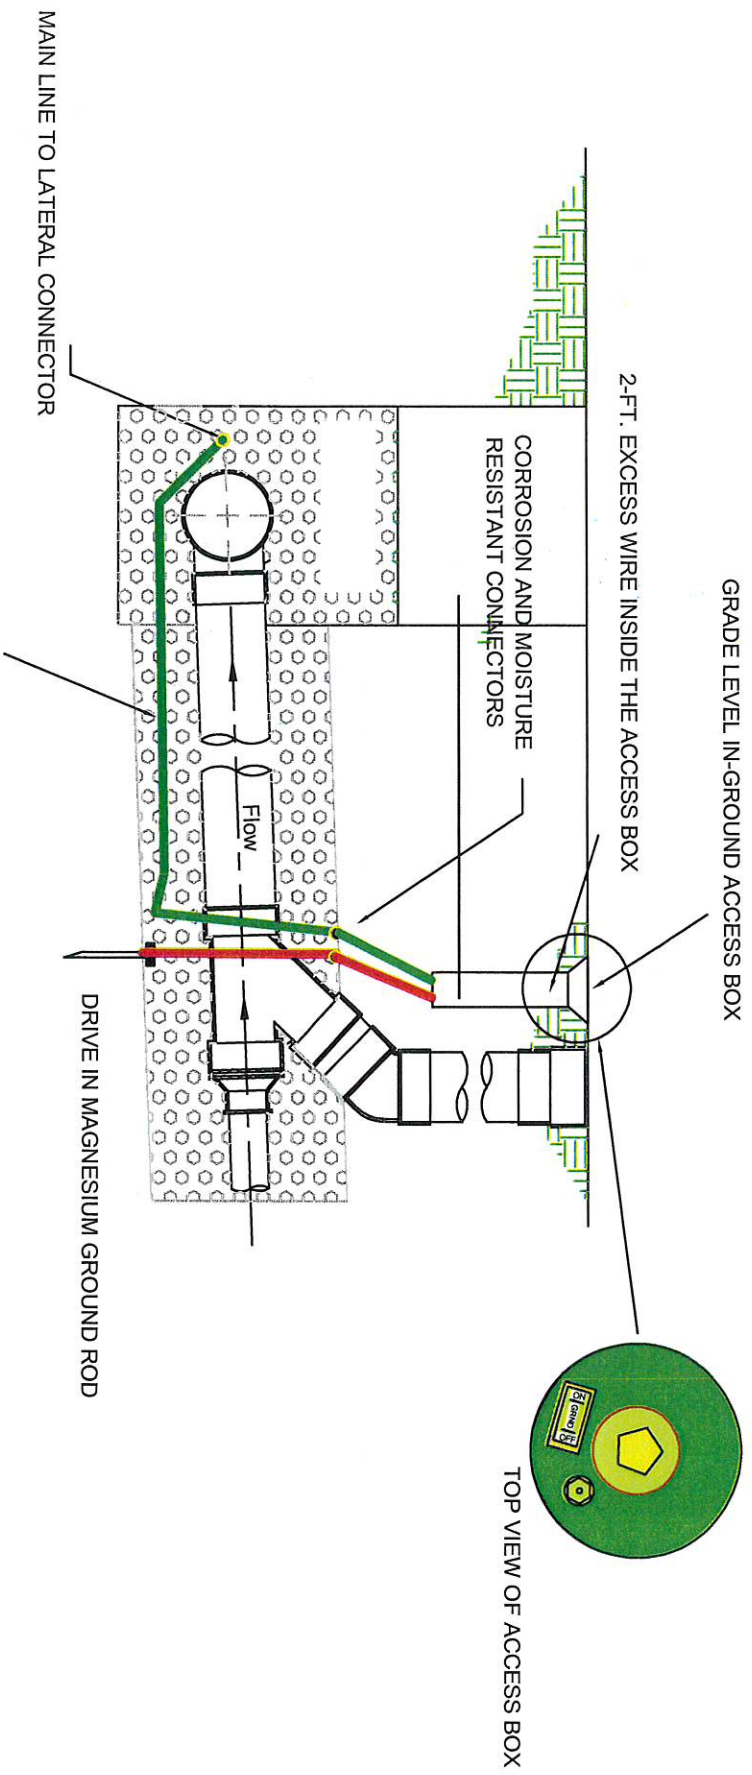 GRADE LEVEL IN-GROUND ACCESS BOX
2-FT. EXCESS WIRE INSIDE THE ACCESS BOX
CORROSION AND MOISTURE
RESISTANT CONNECTORS
ON
GRND
OFF
TOP VIEW OF ACCESS BOX
Flow
MAIN LINE TO LATERAL CONNECTOR
DRIVE IN MAGNESIUM GROUND ROD